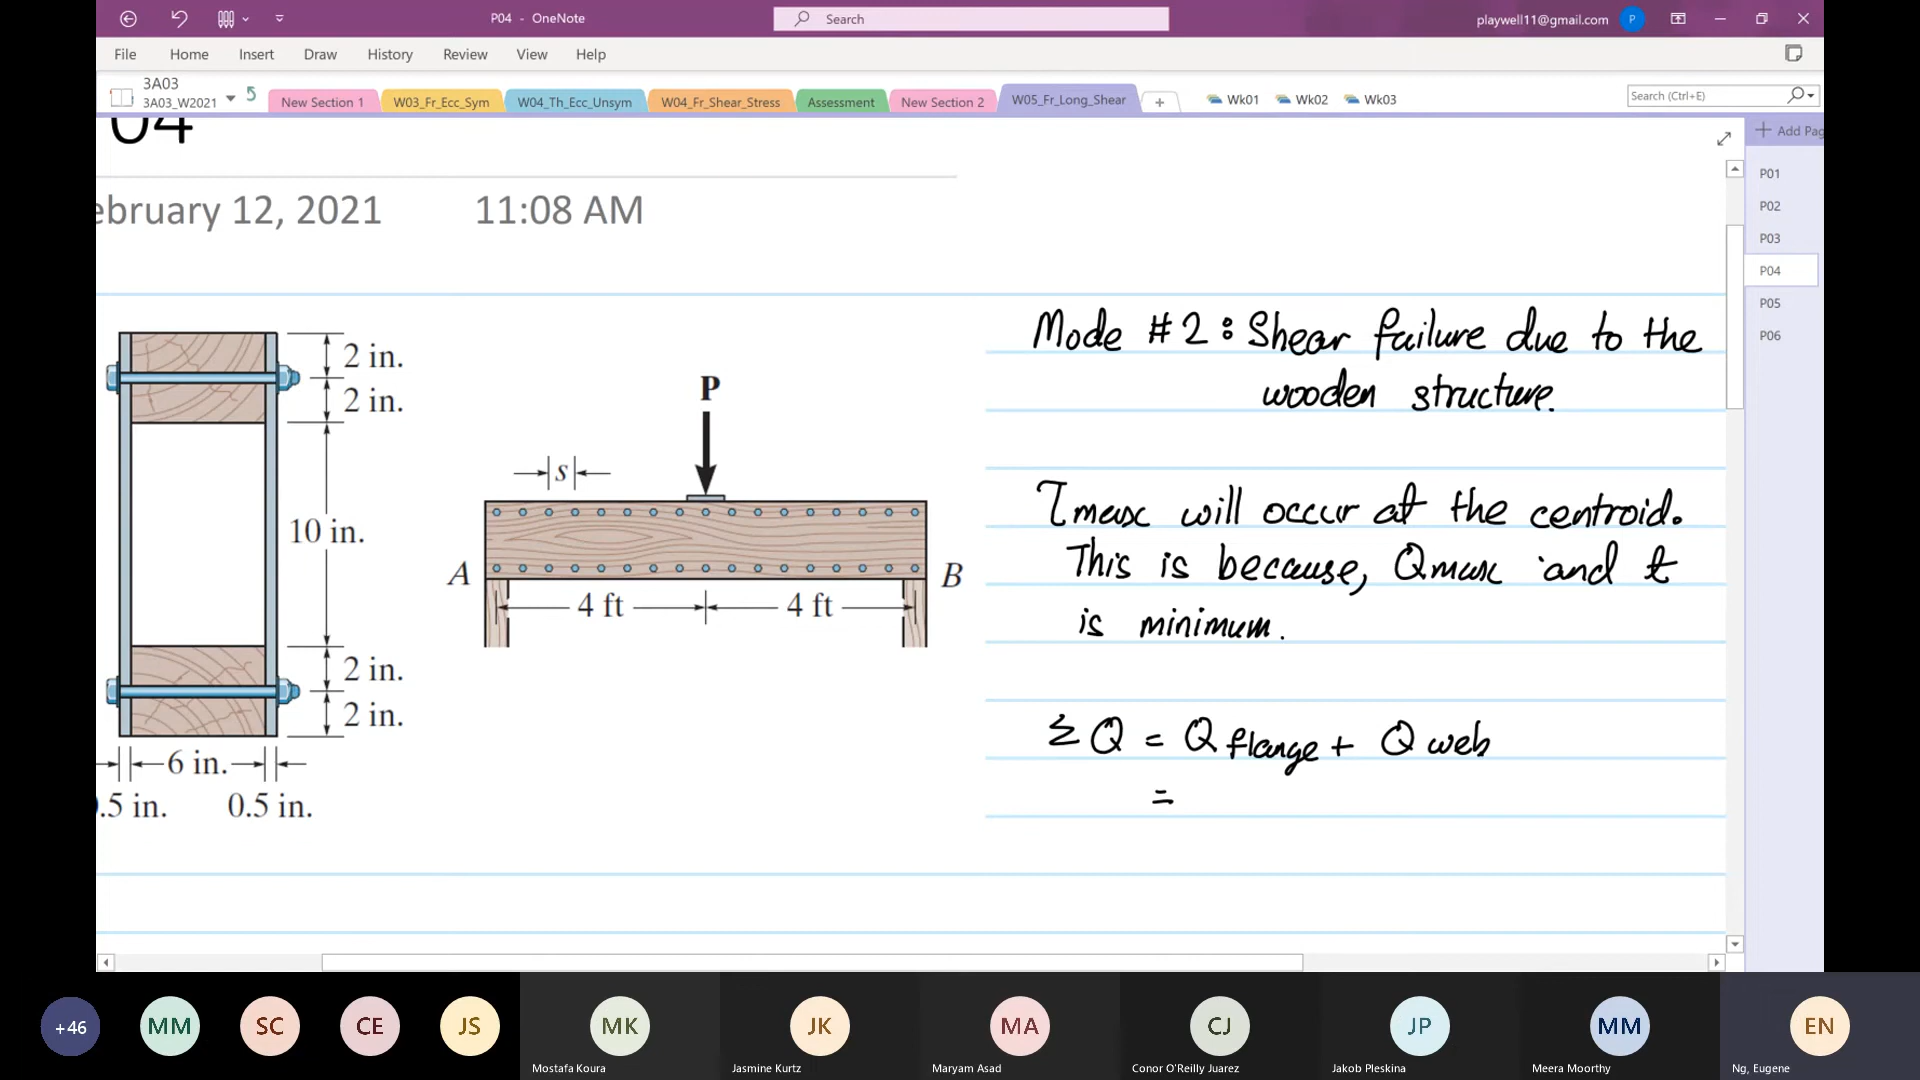 P04 - OneNote
Search
playwell11@gmail.com
P
File Home Insert Draw History Review View Help
3A03
3A03_W2021
New Section 1
W03_Fr_Ecc_Sym
W04_Th_Ecc_Unsym
W04_Fr_Shear_Stress
Assessment
New Section 2
W05_Fr_Long_Shear
Wk01
Wk02
Wk03
Search (Ctrl+E)
04
ebruary 12, 2021 11:08 AM
Add Pag
P01
P02
P03
P04
P05
P06
2 in.
2 in.
10 in.
2 in.
2 in.
6 in.
.5 in. 0.5 in.
P
s
A
B
4 ft 4 ft
Mode #2: Shear failure due to the
wooden structure.
τmax will occur at the centroid.
This is because, Qmax and t
is minimum.
ΣQ = Q flange + Q web
=
+46
MM
SC
CE
JS
MK
Mostafa Koura
JK
Jasmine Kurtz
MA
Maryam Asad
CJ
Conor O'Reilly Juarez
JP
Jakob Pleskina
MM
Meera Moorthy
EN
Ng, Eugene